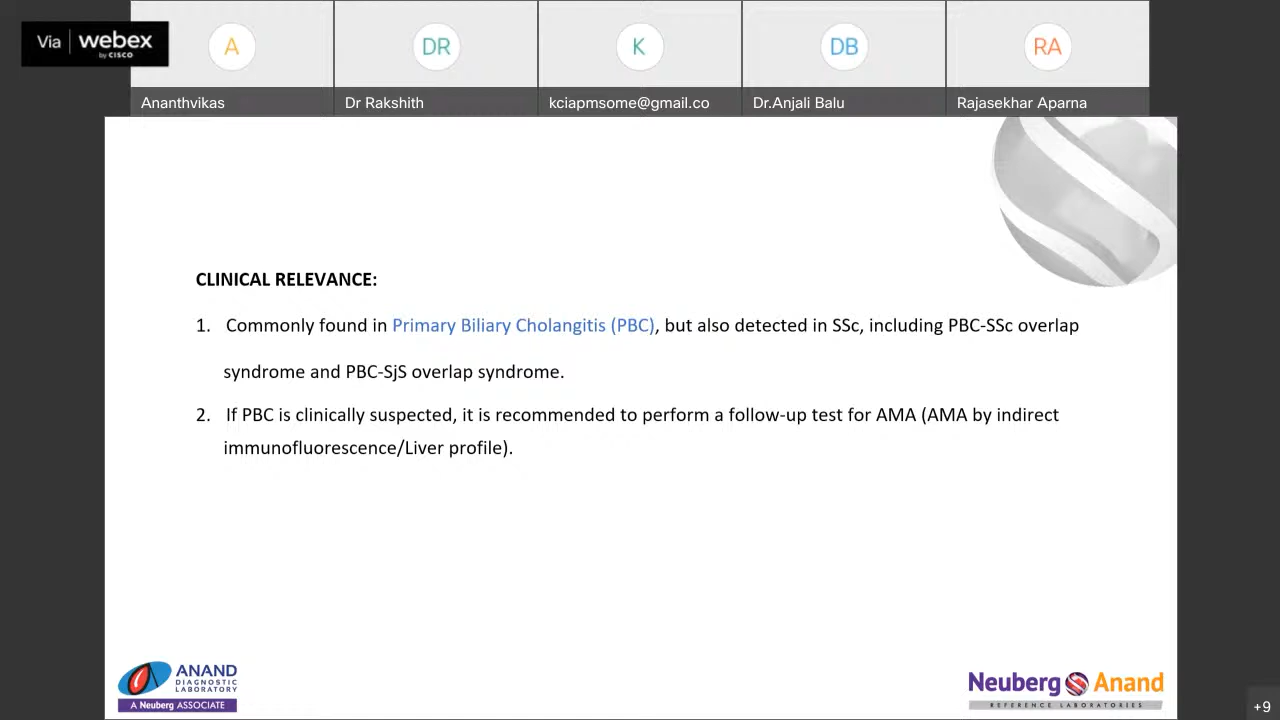 Via webex
by CISCO
A
DR
K
DB
RA
Ananthvikas
Dr Rakshith
kciapmsome@gmail.co
Dr.Anjali Balu
Rajasekhar Aparna
CLINICAL RELEVANCE:
1. Commonly found in Primary Biliary Cholangitis (PBC), but also detected in SSc, including PBC-SSc overlap
syndrome and PBC-SjS overlap syndrome.
2. If PBC is clinically suspected, it is recommended to perform a follow-up test for AMA (AMA by indirect
immunofluorescence/Liver profile).
ANAND
DIAGNOSTIC
LABORATORY
A Neuberg ASSOCIATE
Neuberg Anand
REFERENCE LABORATORIES
+9